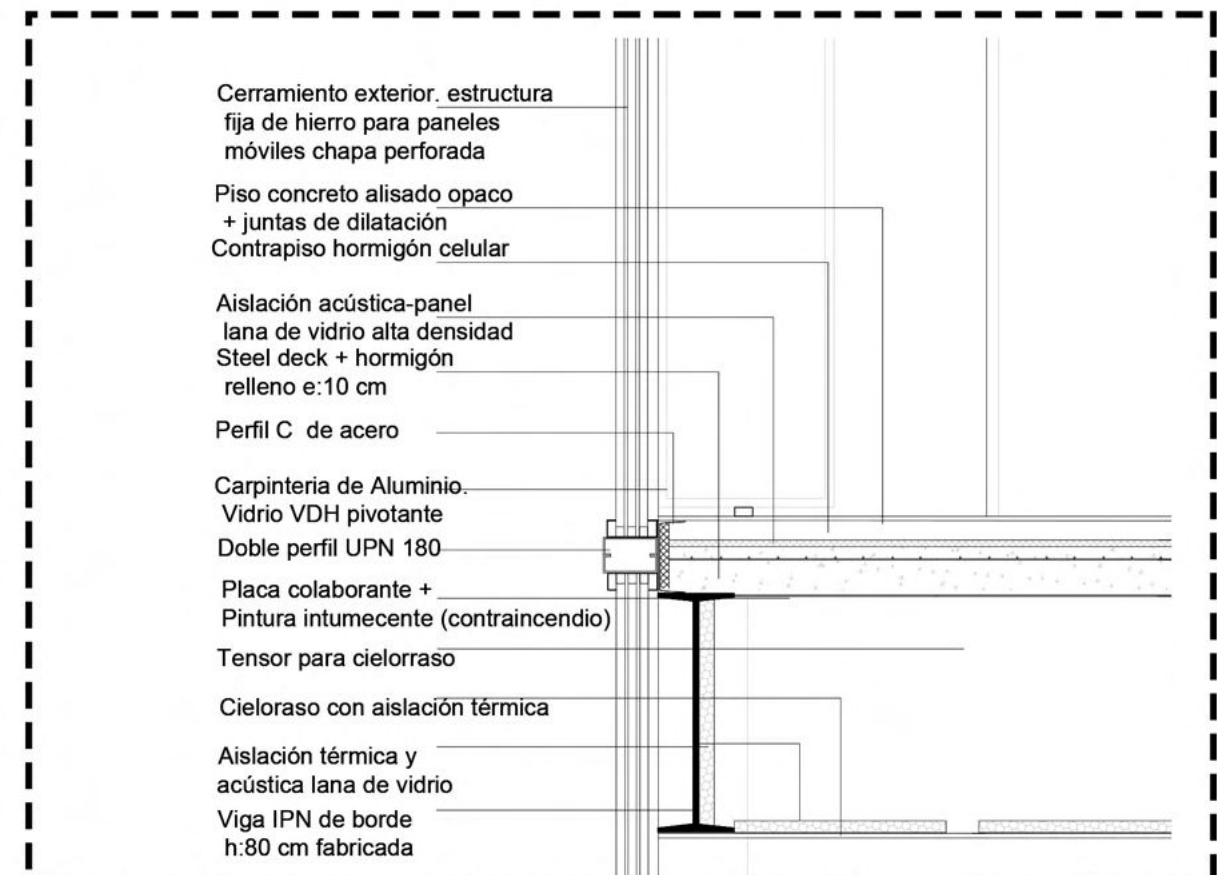 Cerramiento exterior. estructura
fija de hierro para paneles
móviles chapa perforada
Piso concreto alisado opaco
+ juntas de dilatación
Contrapiso hormigón celular
Aislación acústica-panel
lana de vidrio alta densidad
Steel deck + hormigón
relleno e:10 cm
Perfil C de acero
Carpinteria de Aluminio.
Vidrio VDH pivotante
Doble perfil UPN 180
Placa colaborante +
Pintura intumecente (contraincendio)
Tensor para cielorraso
Cieloraso con aislación térmica
Aislación térmica y
acústica lana de vidrio
Viga IPN de borde
h:80 cm fabricada